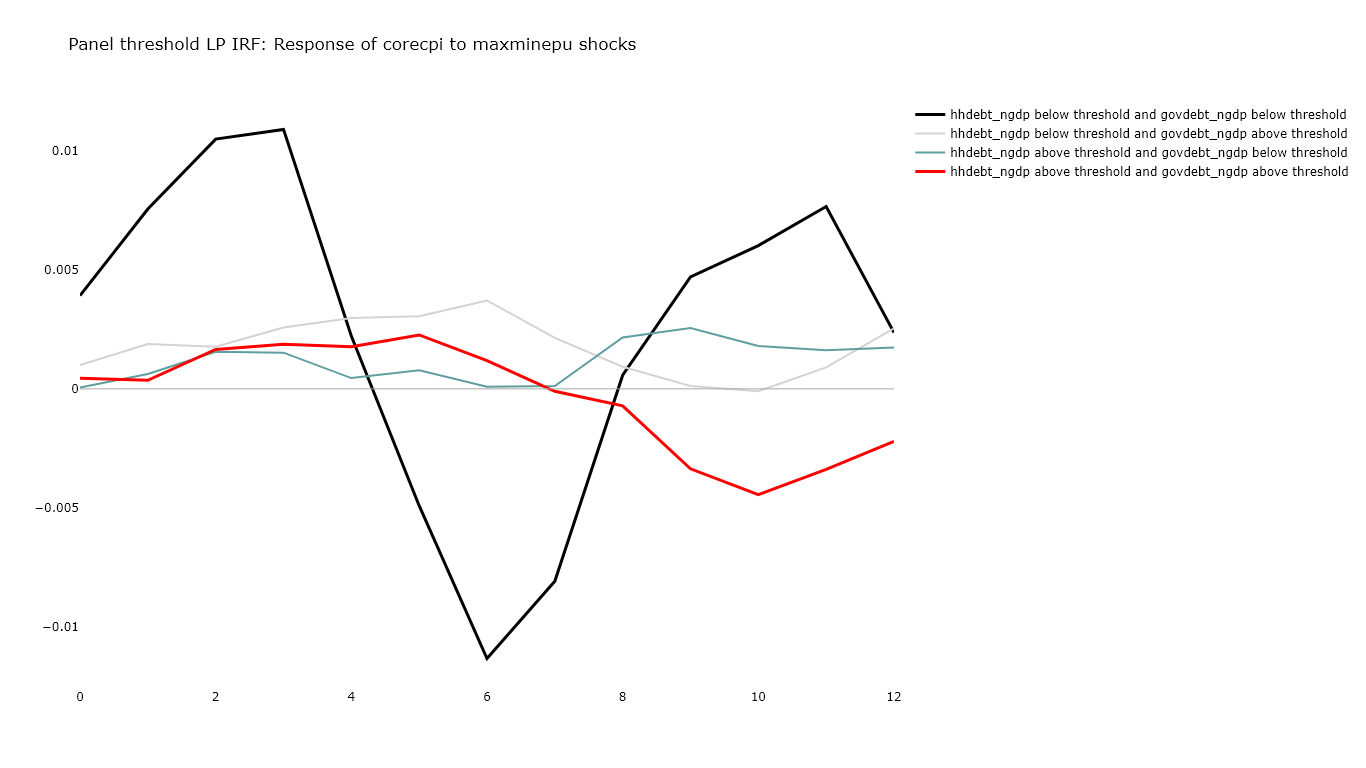 Panel threshold LP IRF: Response of corecpi to maxminepu shocks
hhdebt_ngdp below threshold and govdebt_ngdp below threshold
hhdebt_ngdp below threshold and govdebt_ngdp above threshold
hhdebt_ngdp above threshold and govdebt_ngdp below threshold
hhdebt_ngdp above threshold and govdebt_ngdp above threshold
0.01
0.005
0
−0.005
−0.01
0 2 4 6 8 10 12